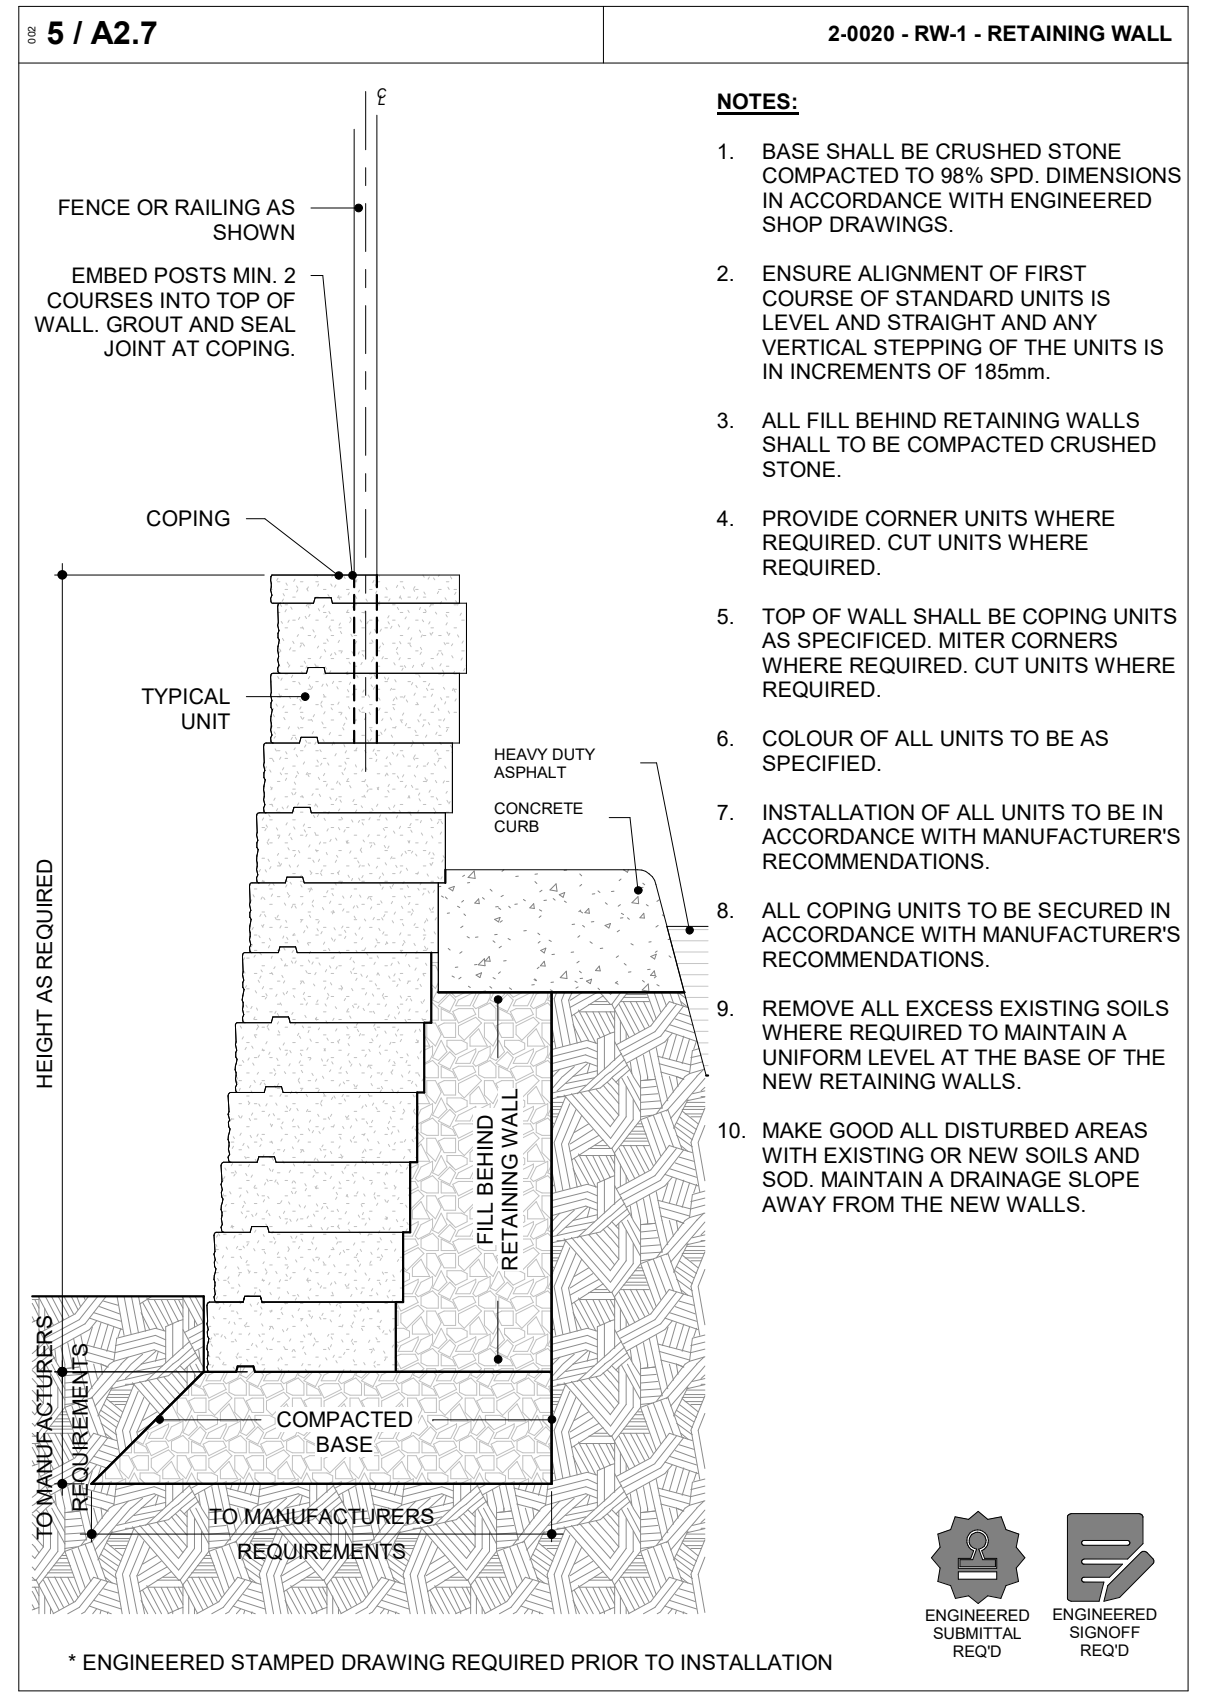 002
5 / A2.7
2-0020 - RW-1 - RETAINING WALL
℄
FENCE OR RAILING AS
SHOWN
EMBED POSTS MIN. 2
COURSES INTO TOP OF
WALL. GROUT AND SEAL
JOINT AT COPING.
COPING
TYPICAL
UNIT
HEAVY DUTY
ASPHALT
CONCRETE
CURB
HEIGHT AS REQUIRED
FILL BEHIND
RETAINING WALL
TO MANUFACTURERS
REQUIREMENTS
COMPACTED
BASE
TO MANUFACTURERS
REQUIREMENTS
NOTES:
1. BASE SHALL BE CRUSHED STONE
COMPACTED TO 98% SPD. DIMENSIONS
IN ACCORDANCE WITH ENGINEERED
SHOP DRAWINGS.
2. ENSURE ALIGNMENT OF FIRST
COURSE OF STANDARD UNITS IS
LEVEL AND STRAIGHT AND ANY
VERTICAL STEPPING OF THE UNITS IS
IN INCREMENTS OF 185mm.
3. ALL FILL BEHIND RETAINING WALLS
SHALL TO BE COMPACTED CRUSHED
STONE.
4. PROVIDE CORNER UNITS WHERE
REQUIRED. CUT UNITS WHERE
REQUIRED.
5. TOP OF WALL SHALL BE COPING UNITS
AS SPECIFICED. MITER CORNERS
WHERE REQUIRED. CUT UNITS WHERE
REQUIRED.
6. COLOUR OF ALL UNITS TO BE AS
SPECIFIED.
7. INSTALLATION OF ALL UNITS TO BE IN
ACCORDANCE WITH MANUFACTURER'S
RECOMMENDATIONS.
8. ALL COPING UNITS TO BE SECURED IN
ACCORDANCE WITH MANUFACTURER'S
RECOMMENDATIONS.
9. REMOVE ALL EXCESS EXISTING SOILS
WHERE REQUIRED TO MAINTAIN A
UNIFORM LEVEL AT THE BASE OF THE
NEW RETAINING WALLS.
10. MAKE GOOD ALL DISTURBED AREAS
WITH EXISTING OR NEW SOILS AND
SOD. MAINTAIN A DRAINAGE SLOPE
AWAY FROM THE NEW WALLS.
ENGINEERED
SUBMITTAL
REQ'D
ENGINEERED
SIGNOFF
REQ'D
* ENGINEERED STAMPED DRAWING REQUIRED PRIOR TO INSTALLATION